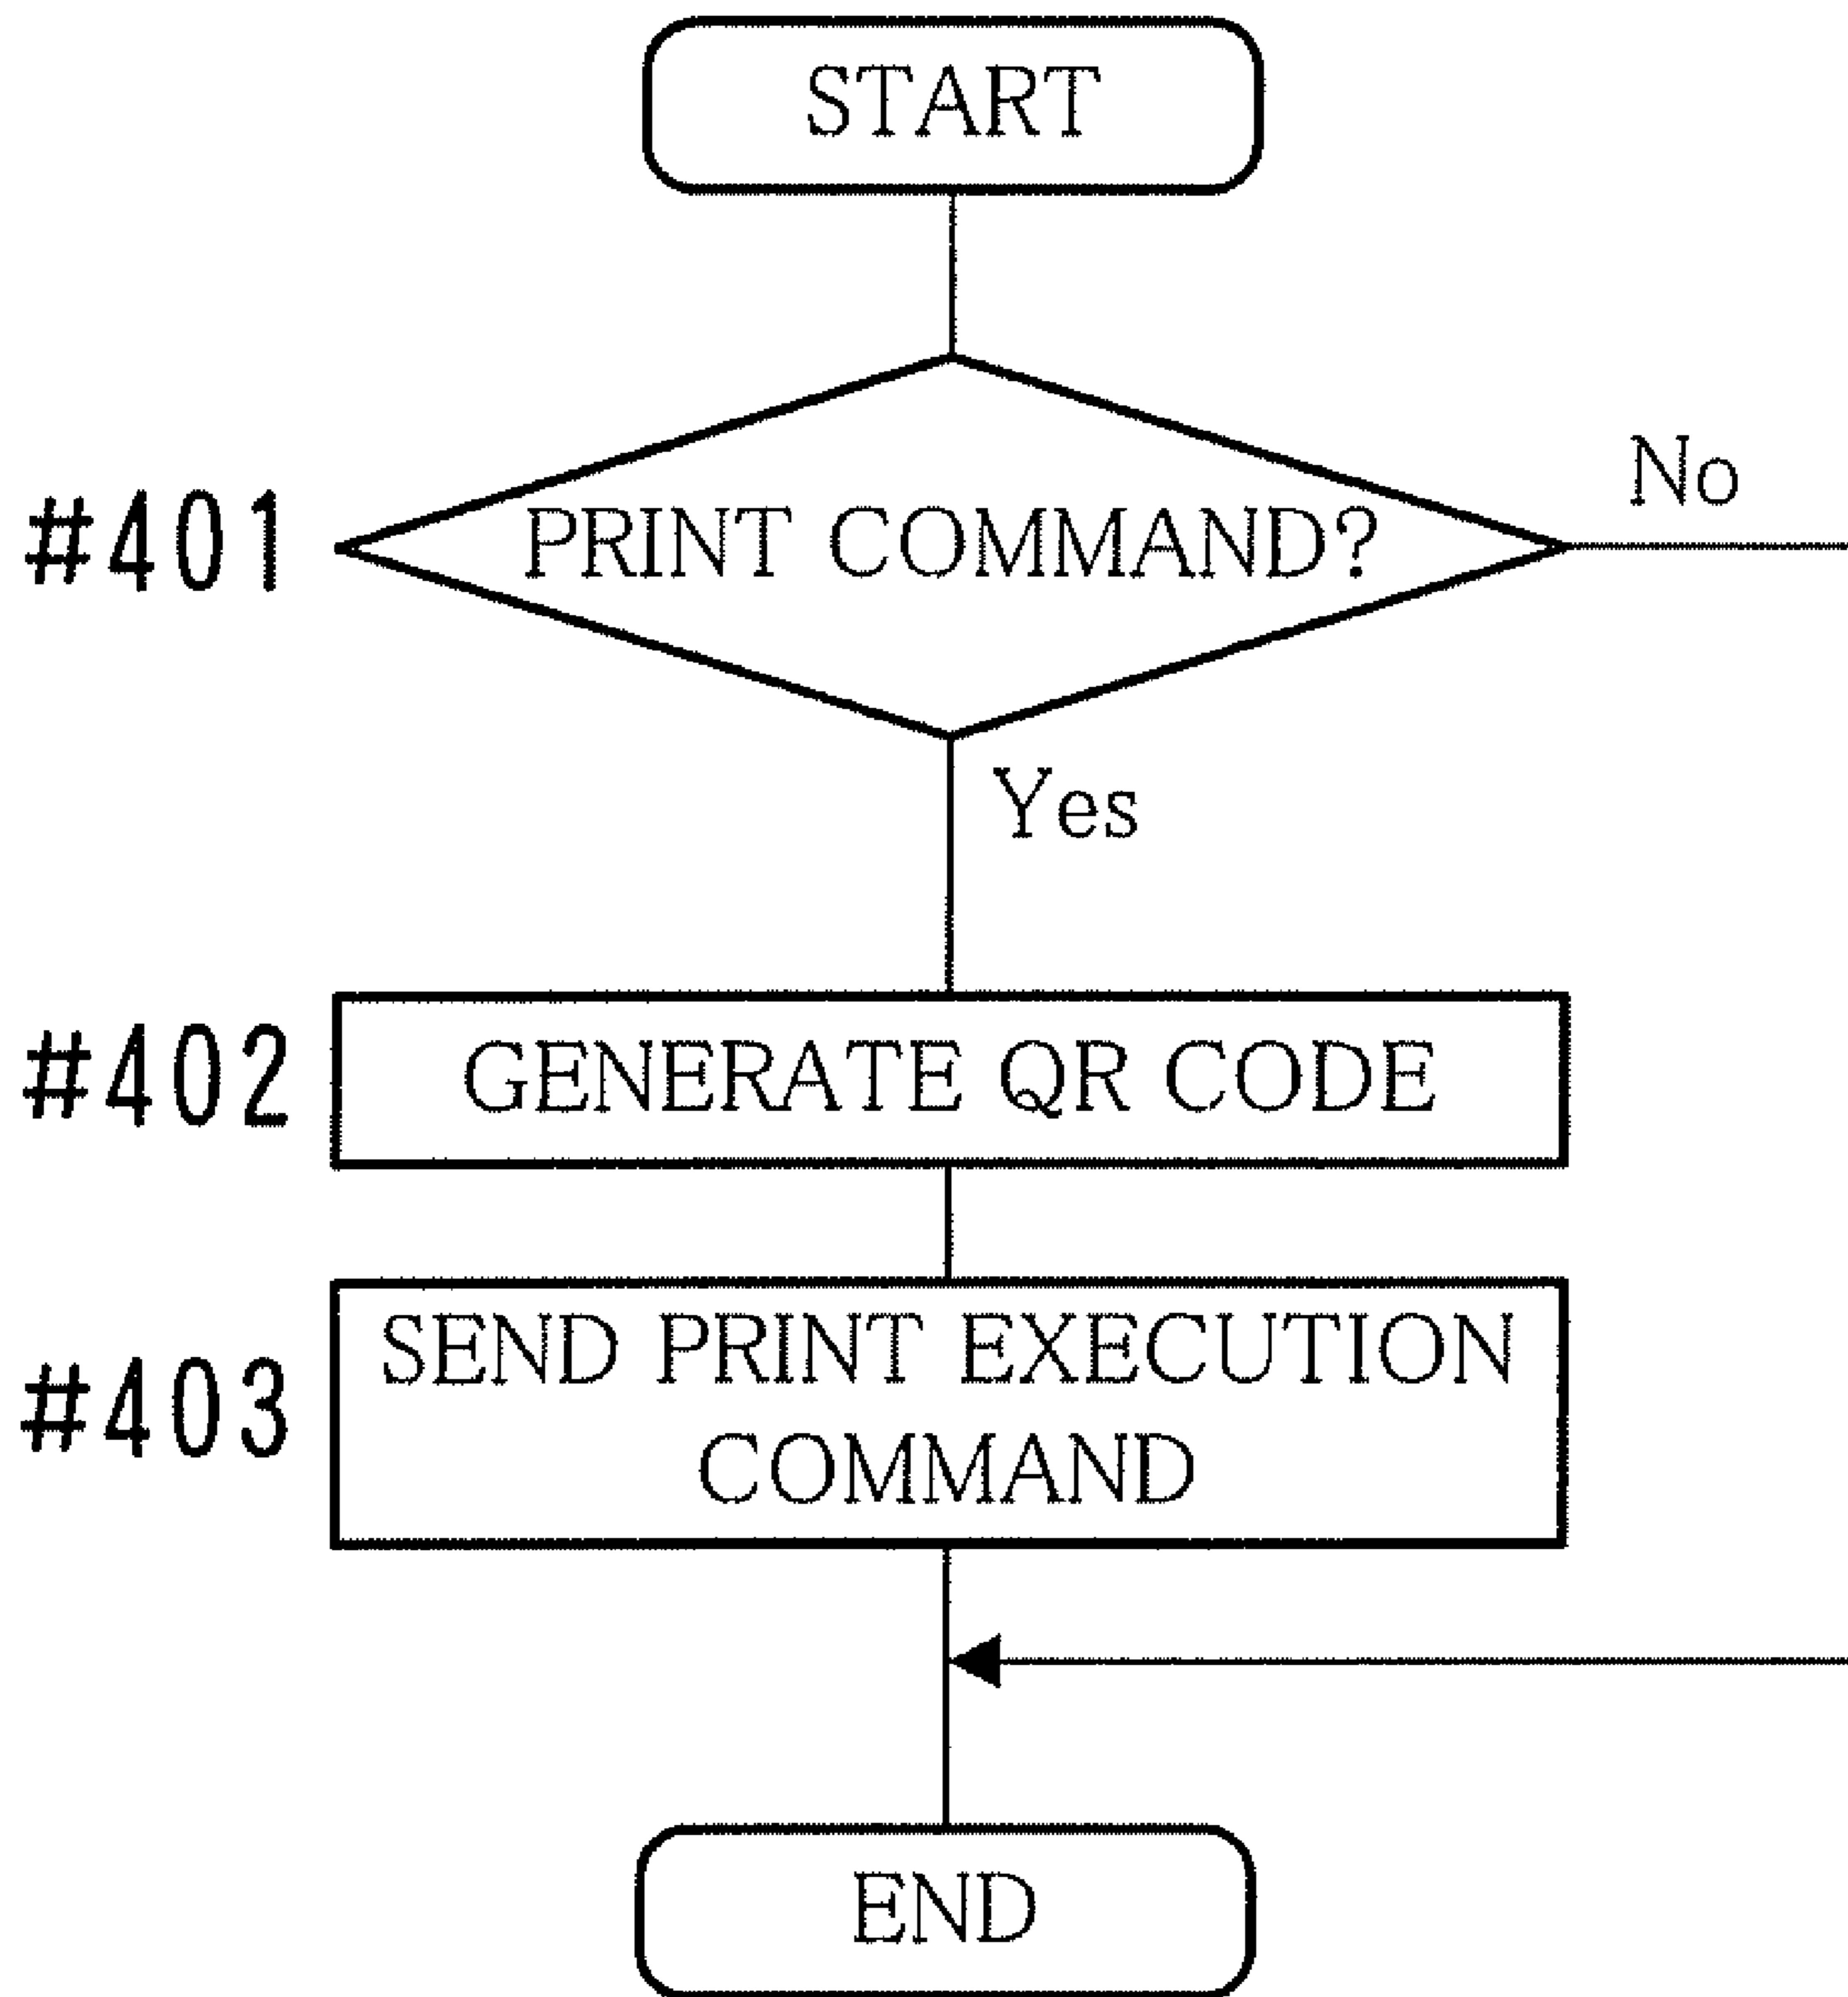 START
#401
PRINT COMMAND?
No
Yes
#402
GENERATE QR CODE
#403
SEND PRINT EXECUTION
COMMAND
END